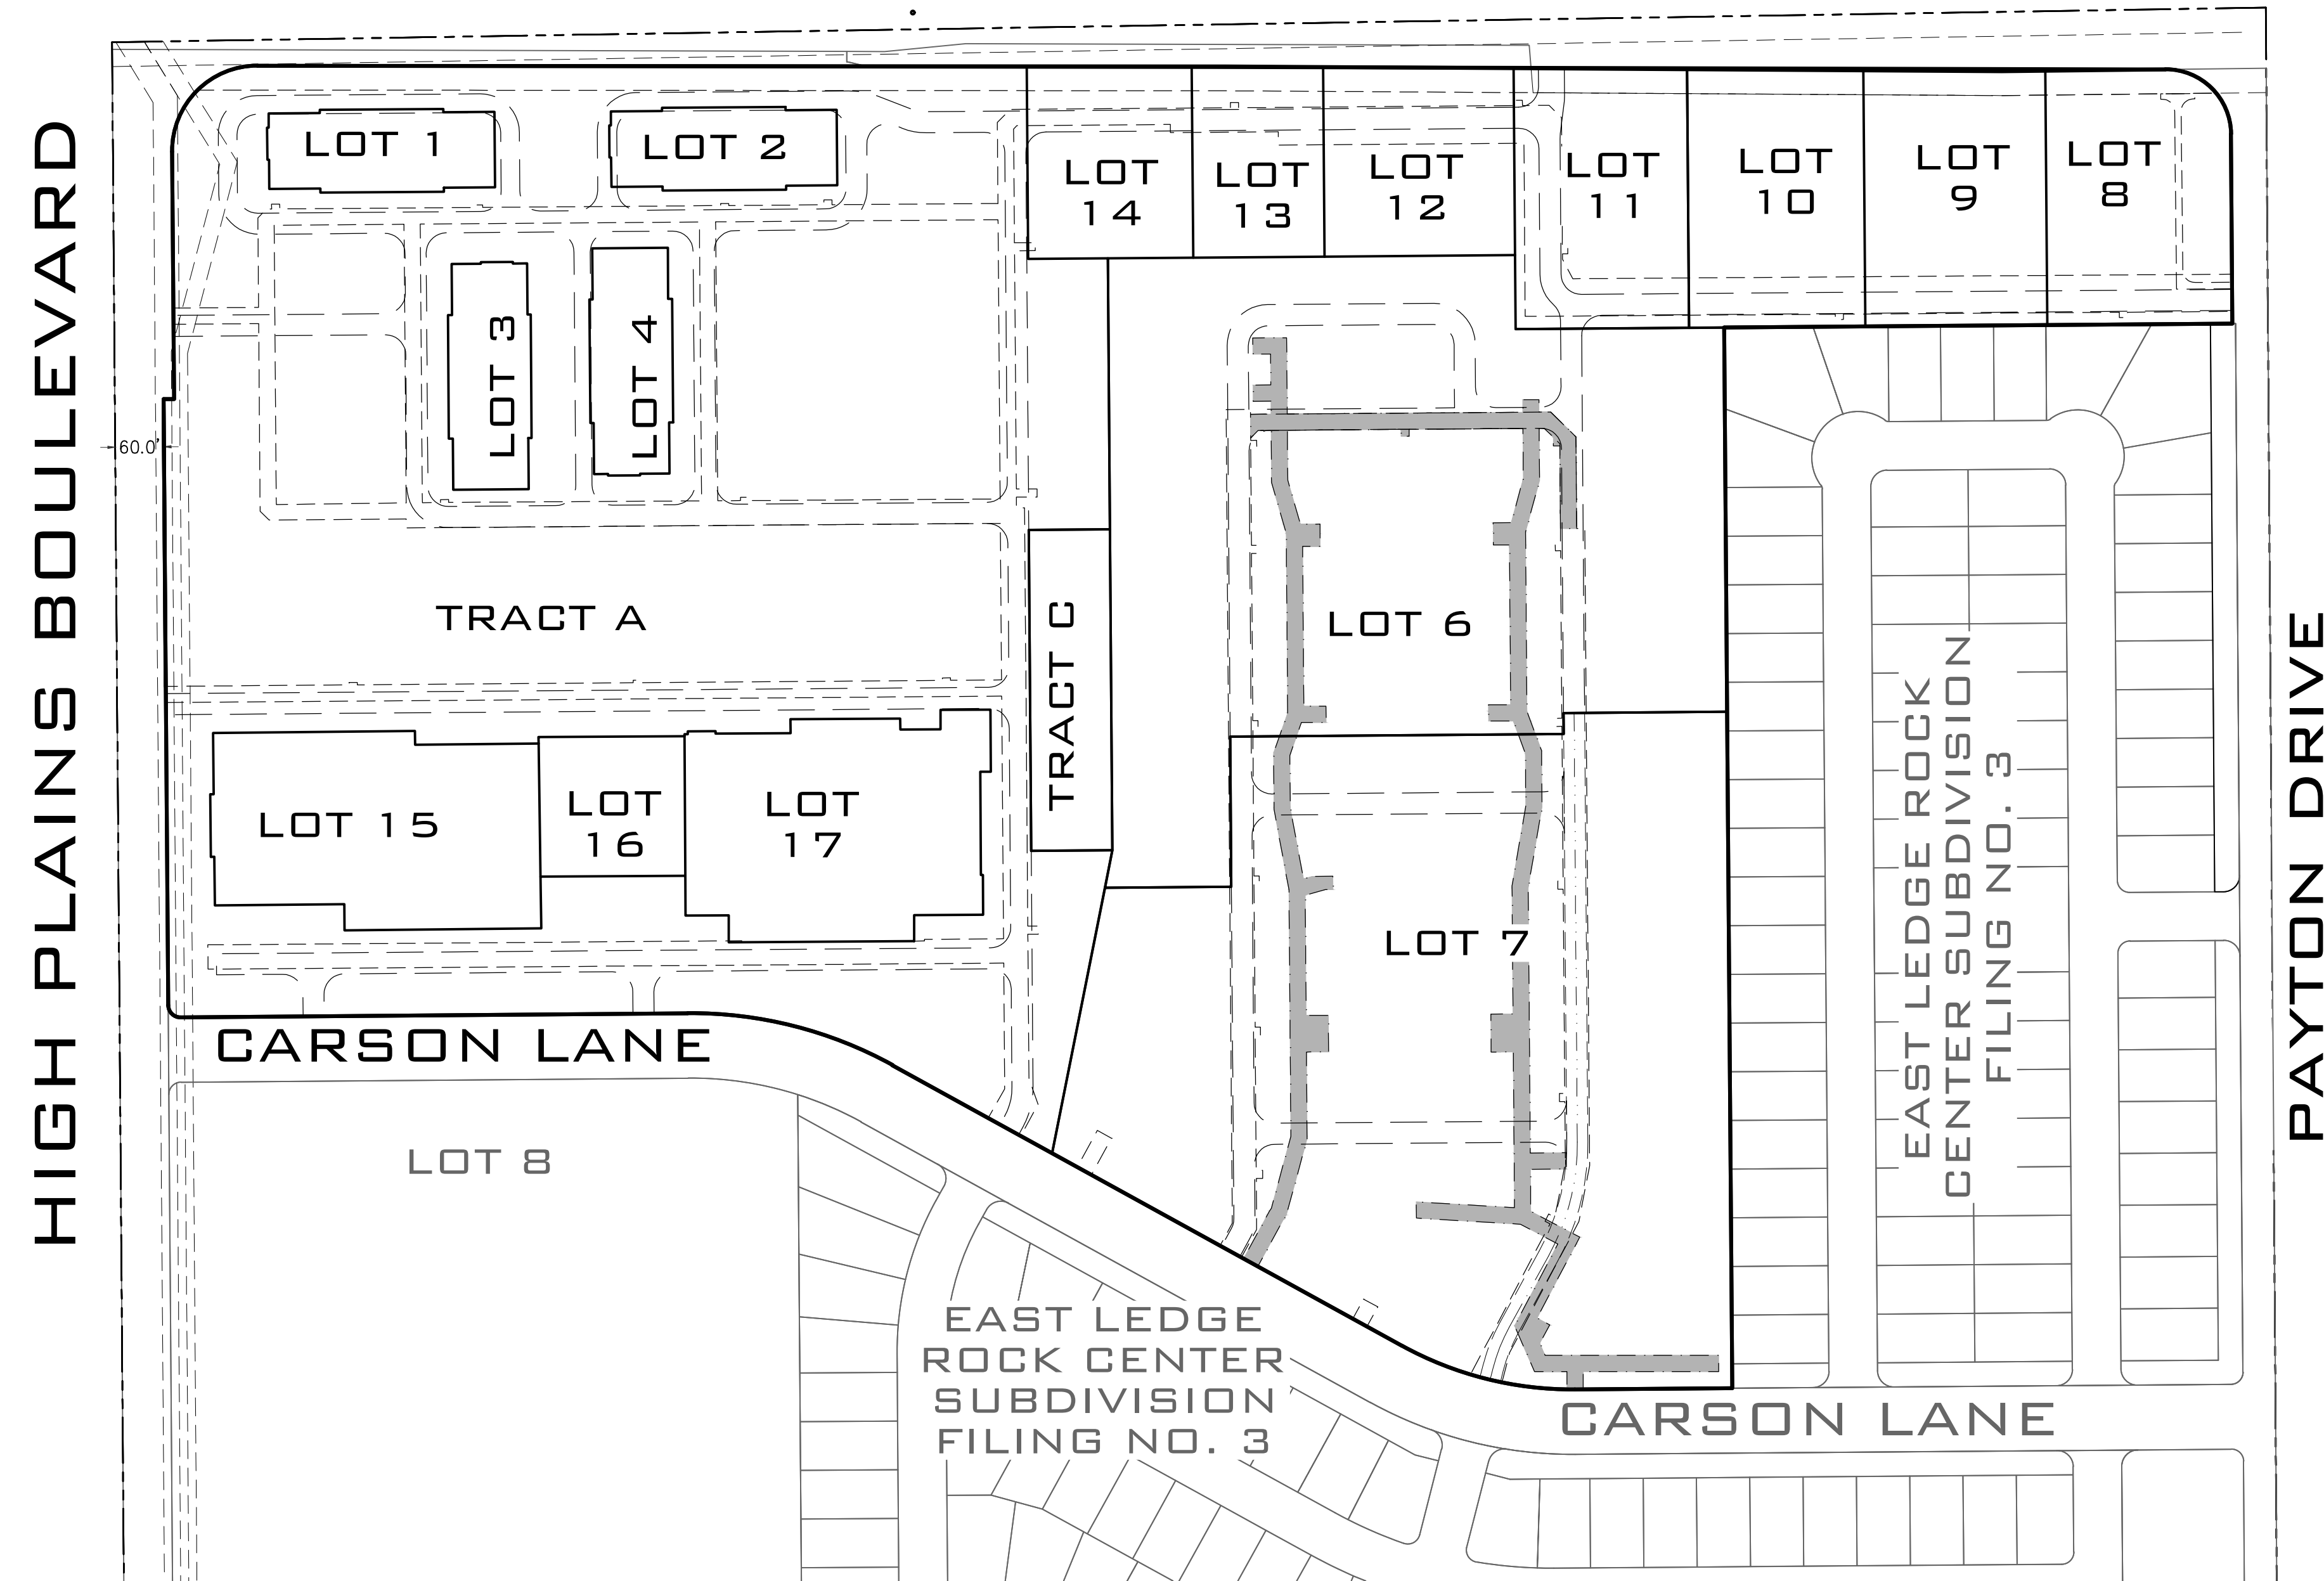 HIGH PLAINS BOULEVARD
LOT 1
LOT 2
LOT
14
LOT
13
LOT
12
LOT
11
LOT
10
LOT
9
LOT
8
LOT 3
LOT 4
60.0'
TRACT A
TRACT C
LOT 6
LOT 15
LOT
16
LOT
17
LOT 7
EAST LEDGE ROCK
CENTER SUBDIVISION
FILING NO. 3
PAYTON DRIVE
CARSON LANE
LOT 8
EAST LEDGE
ROCK CENTER
SUBDIVISION
FILING NO. 3
CARSON LANE